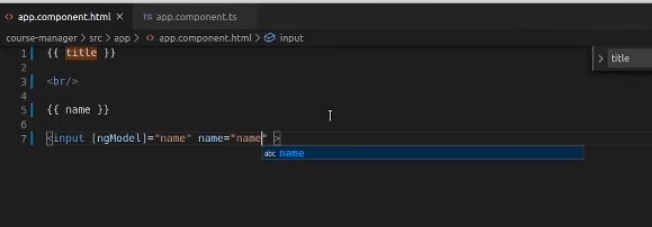 app.component.html × TS app.component.ts
course-manager > src > app > app.component.html > input
1 {{ title }}
> title
2
3 <br/>
4
5 {{ name }}
6
7 <input [ngModel]="name" name="name" >
abc name